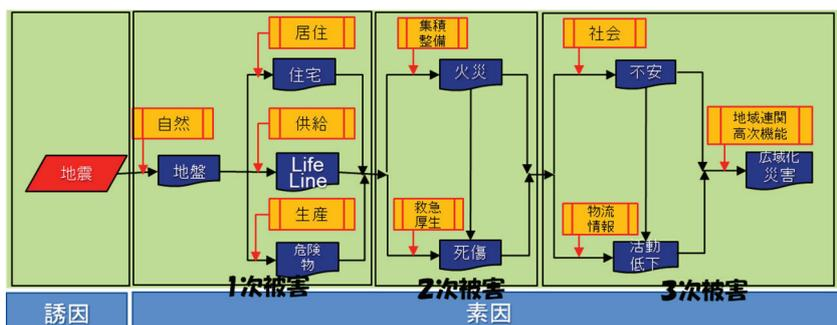 居住
集積
整備
社会
住宅
火災
不安
自然
供給
地域連関
高次機能
地震
地盤
Life
Line
広域化
災害
生産
救急
厚生
物流
情報
危険
物
死傷
活動
低下
1次被害
2次被害
3次被害
誘因
素因